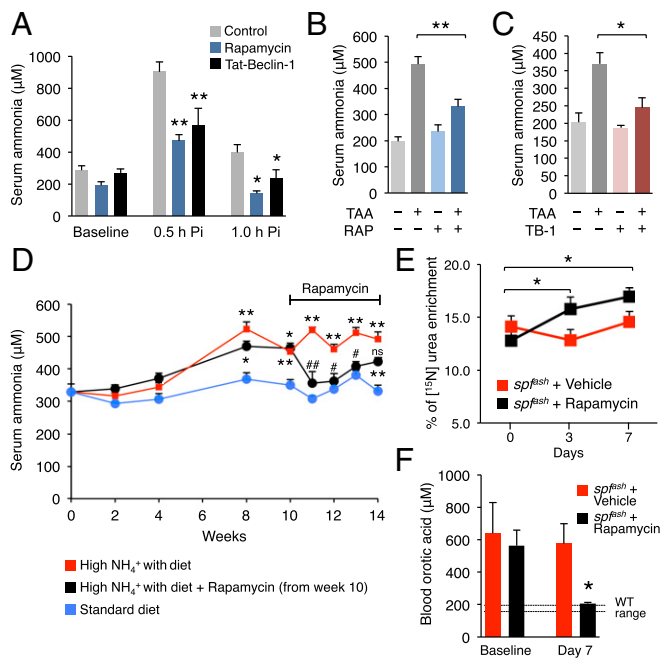 A
Control
Rapamycin
Tat-Beclin-1
Serum ammonia (µM)
1000
800
600
400
200
0
**
**
*
*
Baseline
0.5 h Pi
1.0 h Pi
B
**
Serum ammonia (µM)
600
500
400
300
200
100
0
TAA − + − +
RAP − − + +
C
*
Serum ammonia (µM)
450
400
350
300
250
200
150
100
50
0
TAA − + − +
TB-1 − − + +
D
Rapamycin
Serum ammonia (µM)
600
500
400
300
200
100
0
** * ** ** ** **
* ** ## # # ns
**
0 2 4 6 8 10 12 14
Weeks
High NH₄⁺ with diet
High NH₄⁺ with diet + Rapamycin (from week 10)
Standard diet
E
*
*
% of [¹⁵N] urea enrichment
20.0
15.0
10.0
5.0
spfᵃˢʰ + Vehicle
spfᵃˢʰ + Rapamycin
0 3 7
Days
F
Blood orotic acid (µM)
1000
800
600
400
200
0
spfᵃˢʰ +
Vehicle
spfᵃˢʰ +
Rapamycin
*
WT
range
Baseline
Day 7